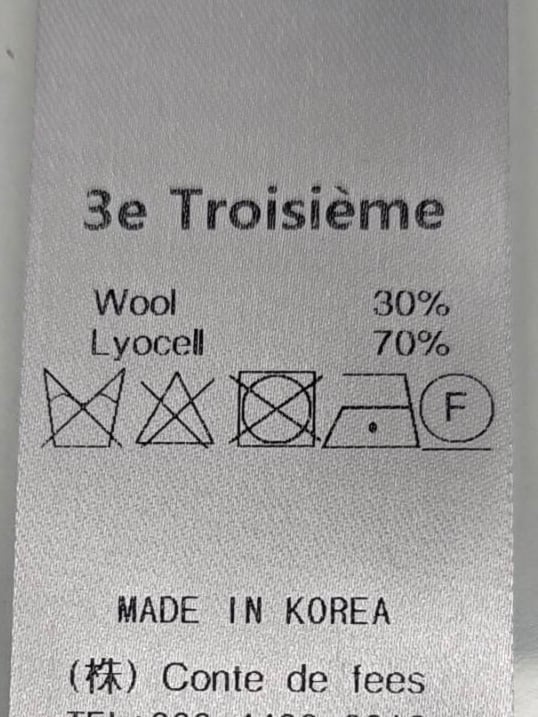 3e Troisième
Wool 30%
Lyocell 70%
F
MADE IN KOREA
(株) Conte de fees